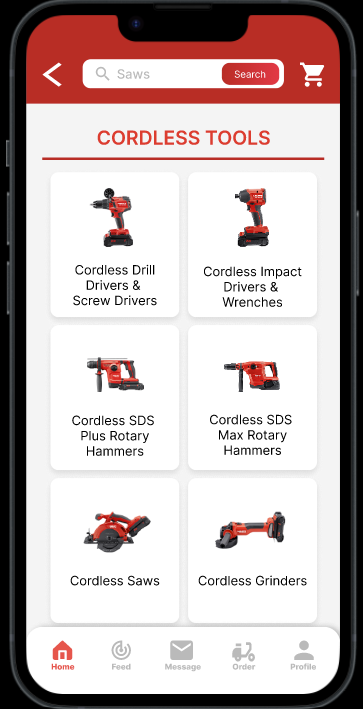 Saws
Search
CORDLESS TOOLS
Cordless Drill
Drivers &
Screw Drivers
Cordless Impact
Drivers &
Wrenches
Cordless SDS
Plus Rotary
Hammers
Cordless SDS
Max Rotary
Hammers
Cordless Saws
Cordless Grinders
Home
Feed
Message
Order
Profile